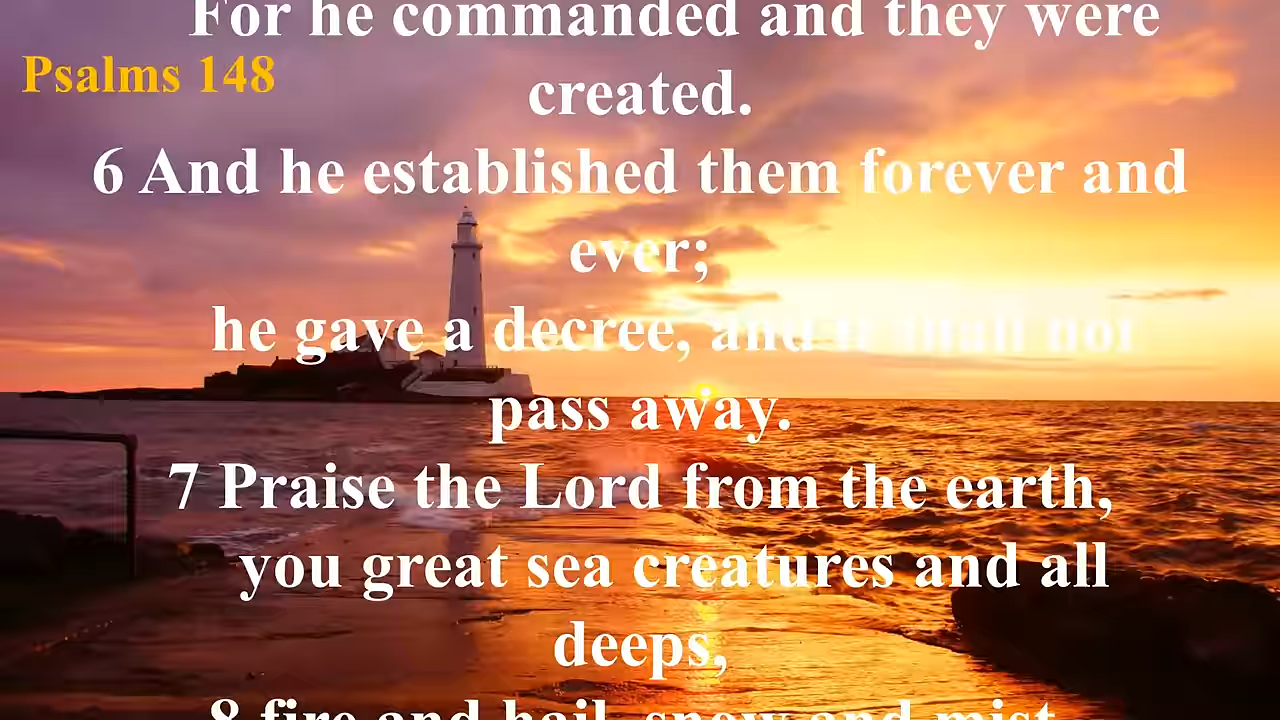 For he commanded and they were
Psalms 148
created.
6 And he established them forever and
ever;
he gave a decree, and it shall not
pass away.
7 Praise the Lord from the earth,
you great sea creatures and all
deeps,
8 fire and hail, snow and mist,